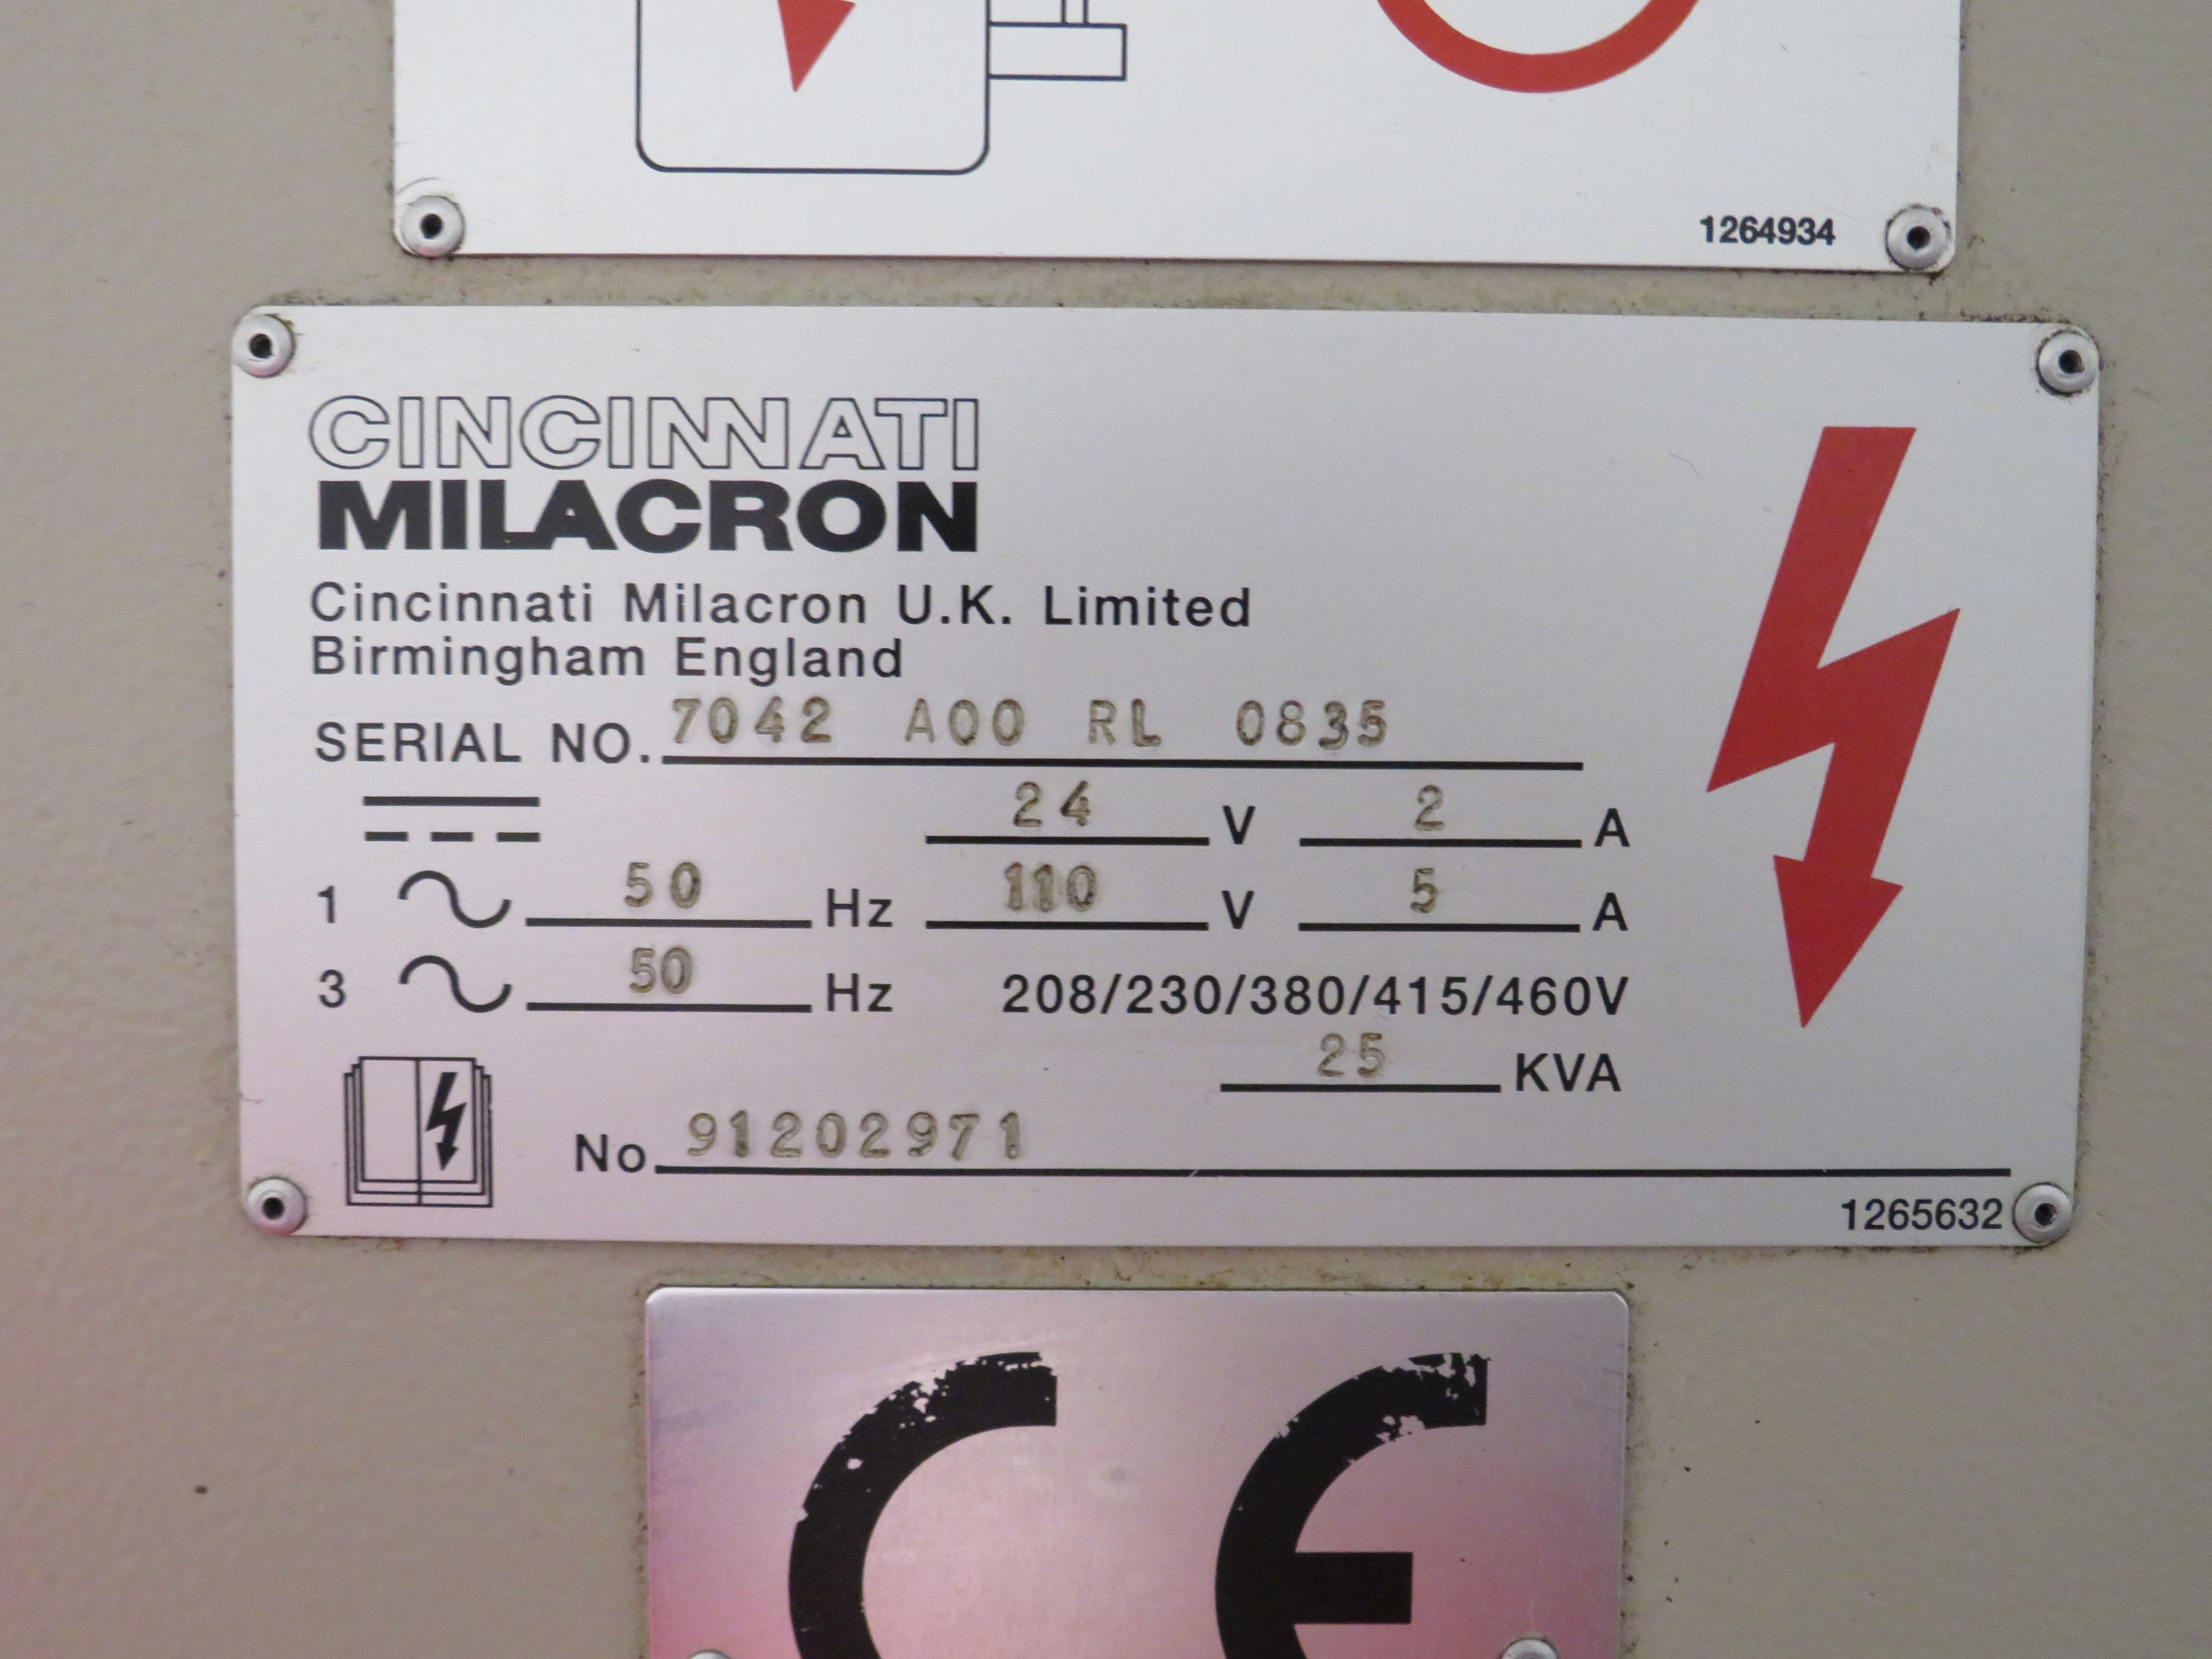 1264934
CINCINNATI
MILACRON
Cincinnati Milacron U.K. Limited
Birmingham England
SERIAL NO. 7042 A00 RL 0835
24 V 2 A
1 50 Hz 110 V 5 A
3 50 Hz 208/230/380/415/460V
25 KVA
No 91202971
1265632
CE